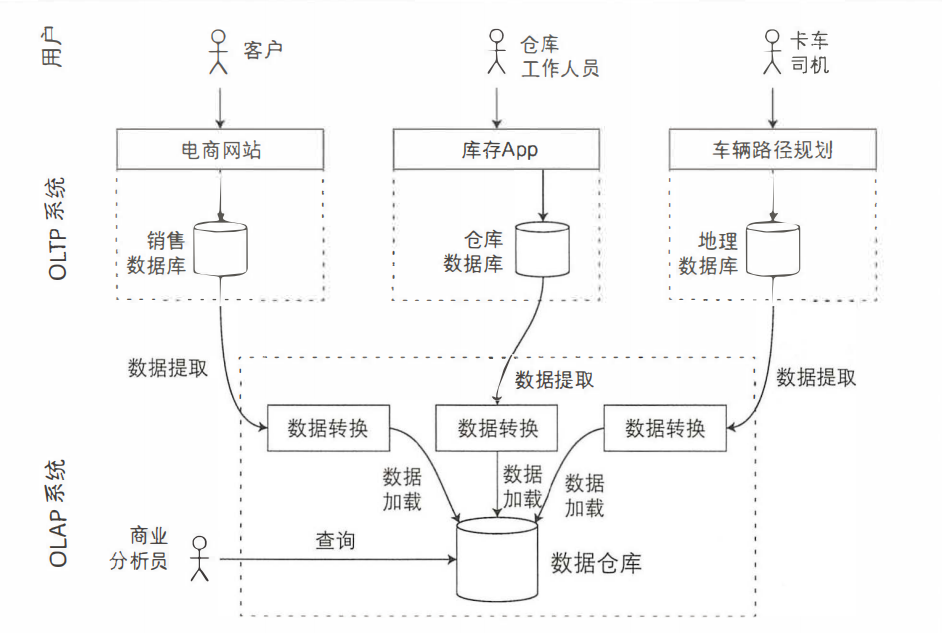 用户
客户
仓库
工作人员
卡车
司机
电商网站
库存App
车辆路径规划
OLTP 系统
销售
数据库
仓库
数据库
地理
数据库
数据提取
数据提取
数据提取
数据转换
数据转换
数据转换
OLAP 系统
数据
加载
数据
加载
数据
加载
商业
分析员
查询
数据仓库